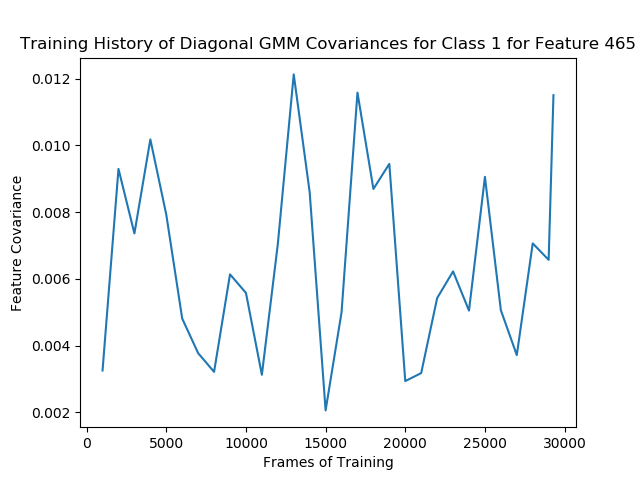 Training History of Diagonal GMM Covariances for Class 1 for Feature 465
0.012
0.010
0.008
0.006
0.004
0.002
Feature Covariance
0 5000 10000 15000 20000 25000 30000
Frames of Training